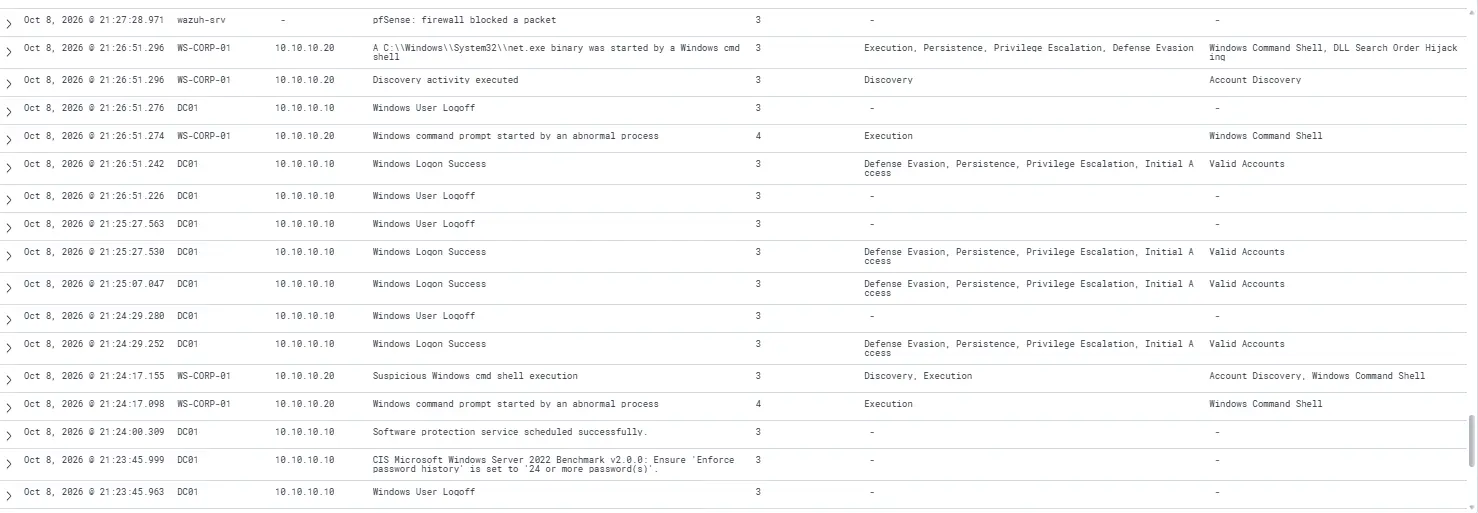 Oct 8, 2026 @ 21:27:28.971 wazuh-srv - pfSense: firewall blocked a packet 3 - -
Oct 8, 2026 @ 21:26:51.296 WS-CORP-01 10.10.10.20 A C:\\Windows\\System32\\net.exe binary was started by a Windows cmd 3 Execution, Persistence, Privilege Escalation, Defense Evasion Windows Command Shell, DLL Search Order Hijack
shell ing
Oct 8, 2026 @ 21:26:51.296 WS-CORP-01 10.10.10.20 Discovery activity executed 3 Discovery Account Discovery
Oct 8, 2026 @ 21:26:51.276 DC01 10.10.10.10 Windows User Logoff 3 - -
Oct 8, 2026 @ 21:26:51.274 WS-CORP-01 10.10.10.20 Windows command prompt started by an abnormal process 4 Execution Windows Command Shell
Oct 8, 2026 @ 21:26:51.242 DC01 10.10.10.10 Windows Logon Success 3 Defense Evasion, Persistence, Privilege Escalation, Initial A Valid Accounts
ccess
Oct 8, 2026 @ 21:26:51.226 DC01 10.10.10.10 Windows User Logoff 3 - -
Oct 8, 2026 @ 21:25:27.563 DC01 10.10.10.10 Windows User Logoff 3 - -
Oct 8, 2026 @ 21:25:27.530 DC01 10.10.10.10 Windows Logon Success 3 Defense Evasion, Persistence, Privilege Escalation, Initial A Valid Accounts
ccess
Oct 8, 2026 @ 21:25:07.047 DC01 10.10.10.10 Windows Logon Success 3 Defense Evasion, Persistence, Privilege Escalation, Initial A Valid Accounts
ccess
Oct 8, 2026 @ 21:24:29.280 DC01 10.10.10.10 Windows User Logoff 3 - -
Oct 8, 2026 @ 21:24:29.252 DC01 10.10.10.10 Windows Logon Success 3 Defense Evasion, Persistence, Privilege Escalation, Initial A Valid Accounts
ccess
Oct 8, 2026 @ 21:24:17.155 WS-CORP-01 10.10.10.20 Suspicious Windows cmd shell execution 3 Discovery, Execution Account Discovery, Windows Command Shell
Oct 8, 2026 @ 21:24:17.098 WS-CORP-01 10.10.10.20 Windows command prompt started by an abnormal process 4 Execution Windows Command Shell
Oct 8, 2026 @ 21:24:00.309 DC01 10.10.10.10 Software protection service scheduled successfully. 3 - -
Oct 8, 2026 @ 21:23:45.999 DC01 10.10.10.10 CIS Microsoft Windows Server 2022 Benchmark v2.0.0: Ensure 'Enforce 3 - -
password history' is set to '24 or more password(s)'.
Oct 8, 2026 @ 21:23:45.963 DC01 10.10.10.10 Windows User Logoff 3 - -